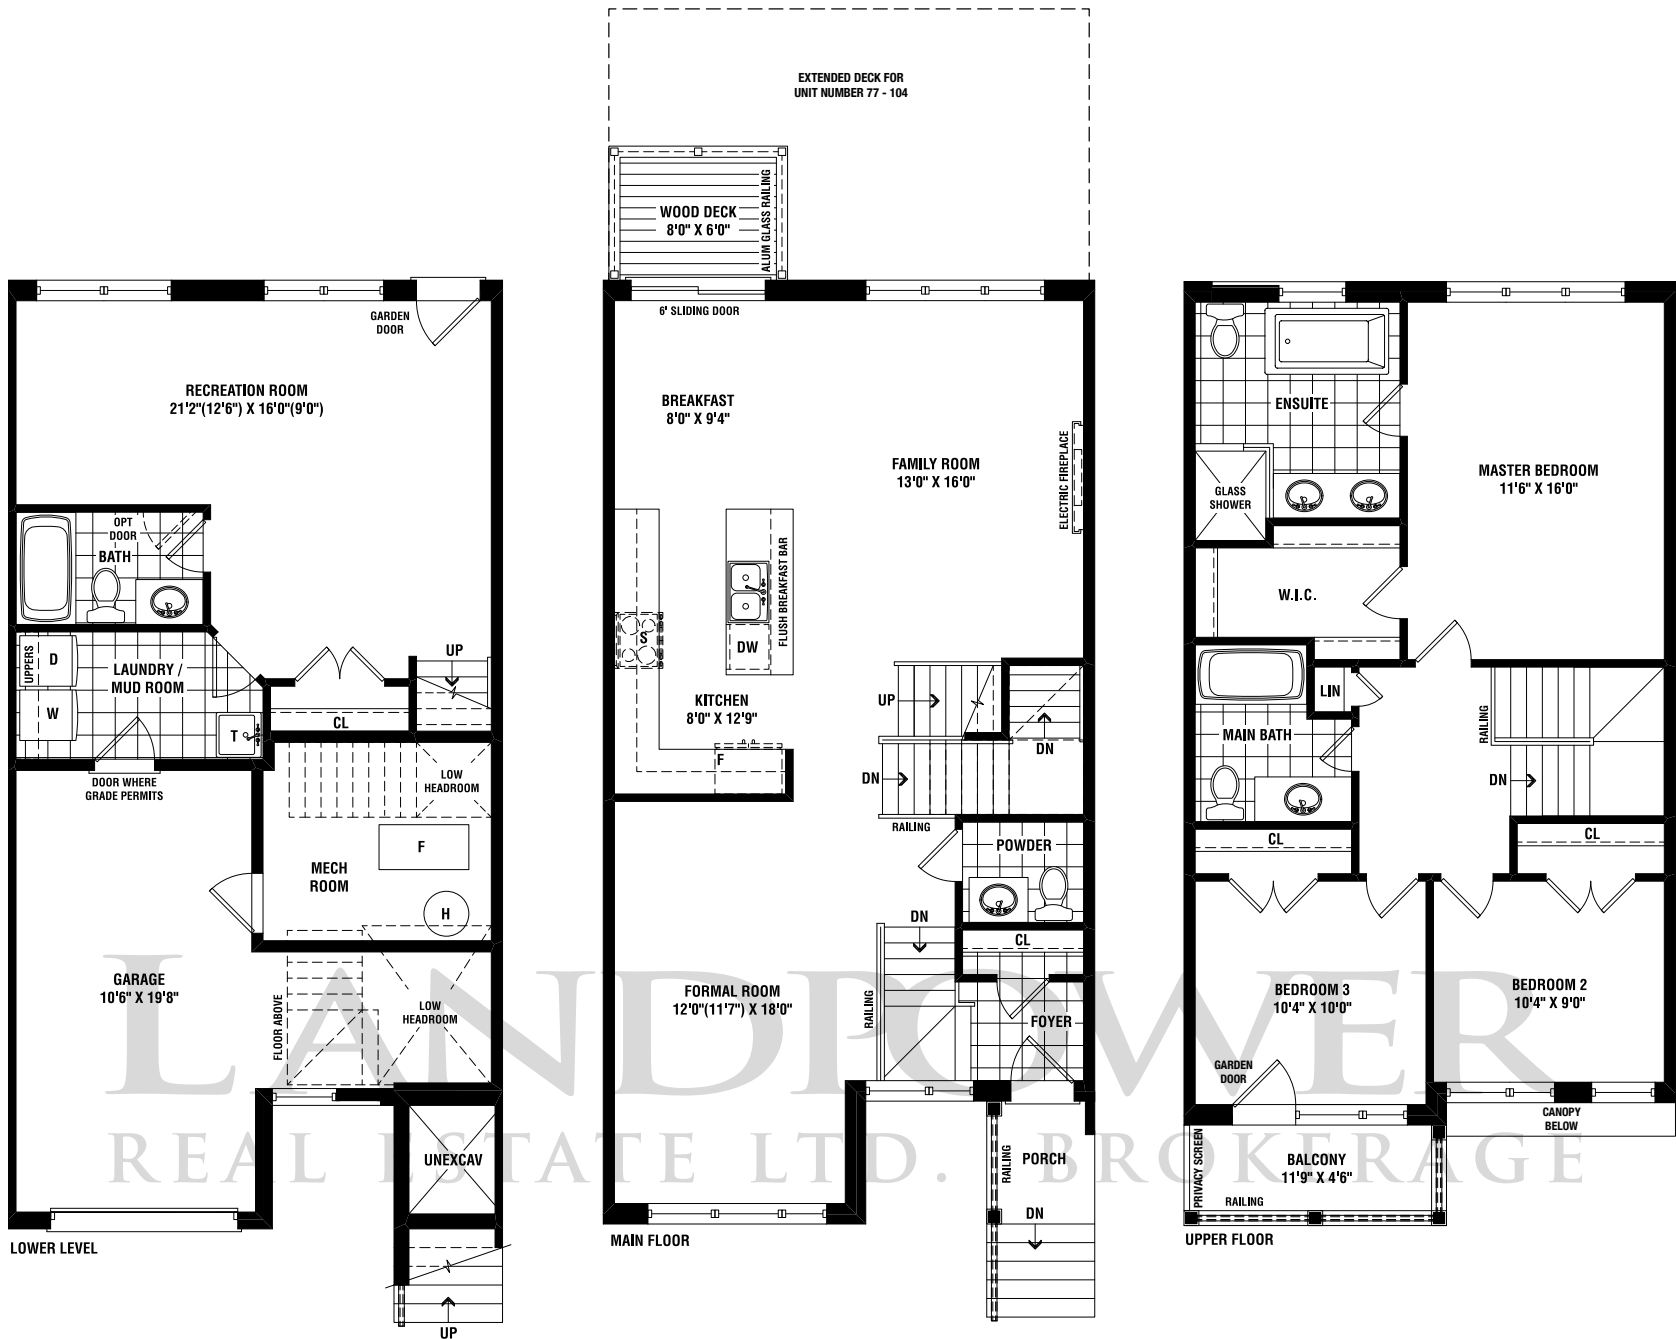 GARDEN
DOOR
RECREATION ROOM
21'2"(12'6") X 16'0"(9'0")
OPT
DOOR
BATH
UPPERS
D
W
LAUNDRY /
MUD ROOM
T
CL
UP
DOOR WHERE
GRADE PERMITS
LOW
HEADROOM
MECH
ROOM
F
H
GARAGE
10'6" X 19'8"
FLOOR ABOVE
LOW
HEADROOM
UNEXCAV
LOWER LEVEL
UP
EXTENDED DECK FOR
UNIT NUMBER 77 - 104
WOOD DECK
8'0" X 6'0"
ALUM GLASS RAILING
6' SLIDING DOOR
BREAKFAST
8'0" X 9'4"
FAMILY ROOM
13'0" X 16'0"
ELECTRIC FIREPLACE
FLUSH BREAKFAST BAR
S
DW
KITCHEN
8'0" X 12'9"
F
UP
DN
DN
RAILING
POWDER
DN
CL
RAILING
FORMAL ROOM
12'0"(11'7") X 18'0"
FOYER
RAILING
PORCH
DN
MAIN FLOOR
ENSUITE
GLASS
SHOWER
MASTER BEDROOM
11'6" X 16'0"
W.I.C.
LIN
MAIN BATH
RAILING
DN
CL
CL
BEDROOM 3
10'4" X 10'0"
BEDROOM 2
10'4" X 9'0"
GARDEN
DOOR
CANOPY
BELOW
PRIVACY SCREEN
BALCONY
11'9" X 4'6"
RAILING
UPPER FLOOR
LANDPOWER
REAL ESTATE LTD. BROKERAGE